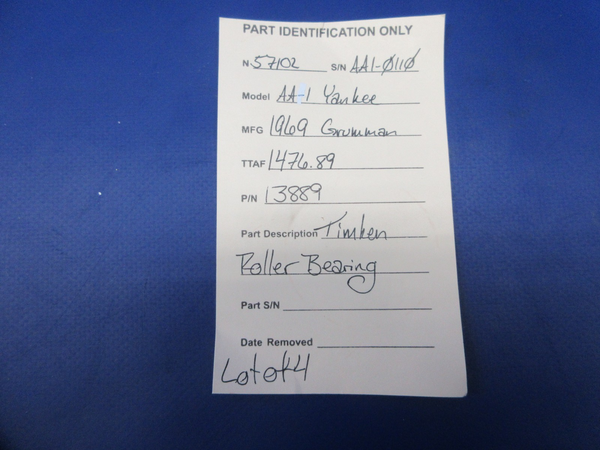 PART IDENTIFICATION ONLY
N 57102 S/N AA1-0110
Model AA-1 Yankee
MFG 1969 Grumman
TTAF 1476.89
P/N 13889
Part Description Timken
Roller Bearing
Part S/N
Date Removed
Lot of 4